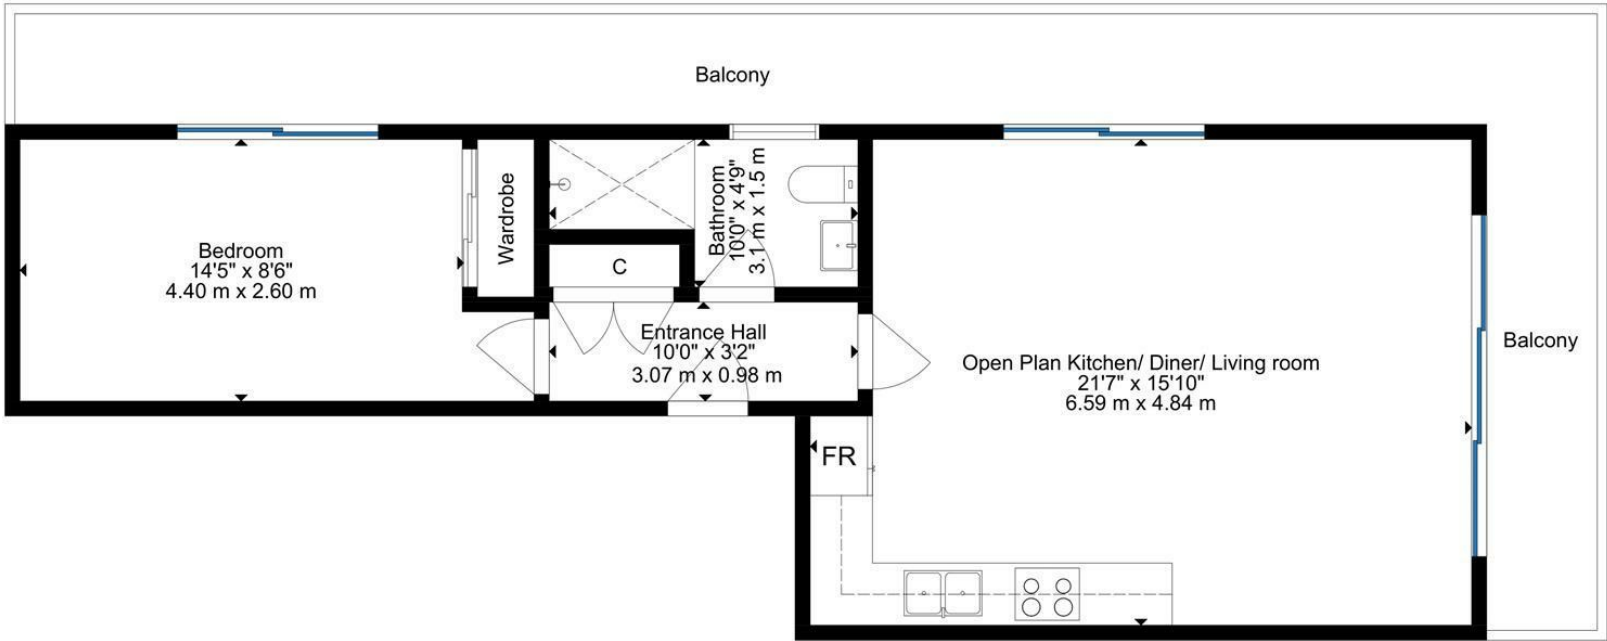 Balcony
Bedroom
14'5" x 8'6"
4.40 m x 2.60 m
Wardrobe
Bathroom
10'0" x 4'9"
3.1 m x 1.5 m
C
Entrance Hall
10'0" x 3'2"
3.07 m x 0.98 m
Open Plan Kitchen/ Diner/ Living room
21'7" x 15'10"
6.59 m x 4.84 m
Balcony
FR